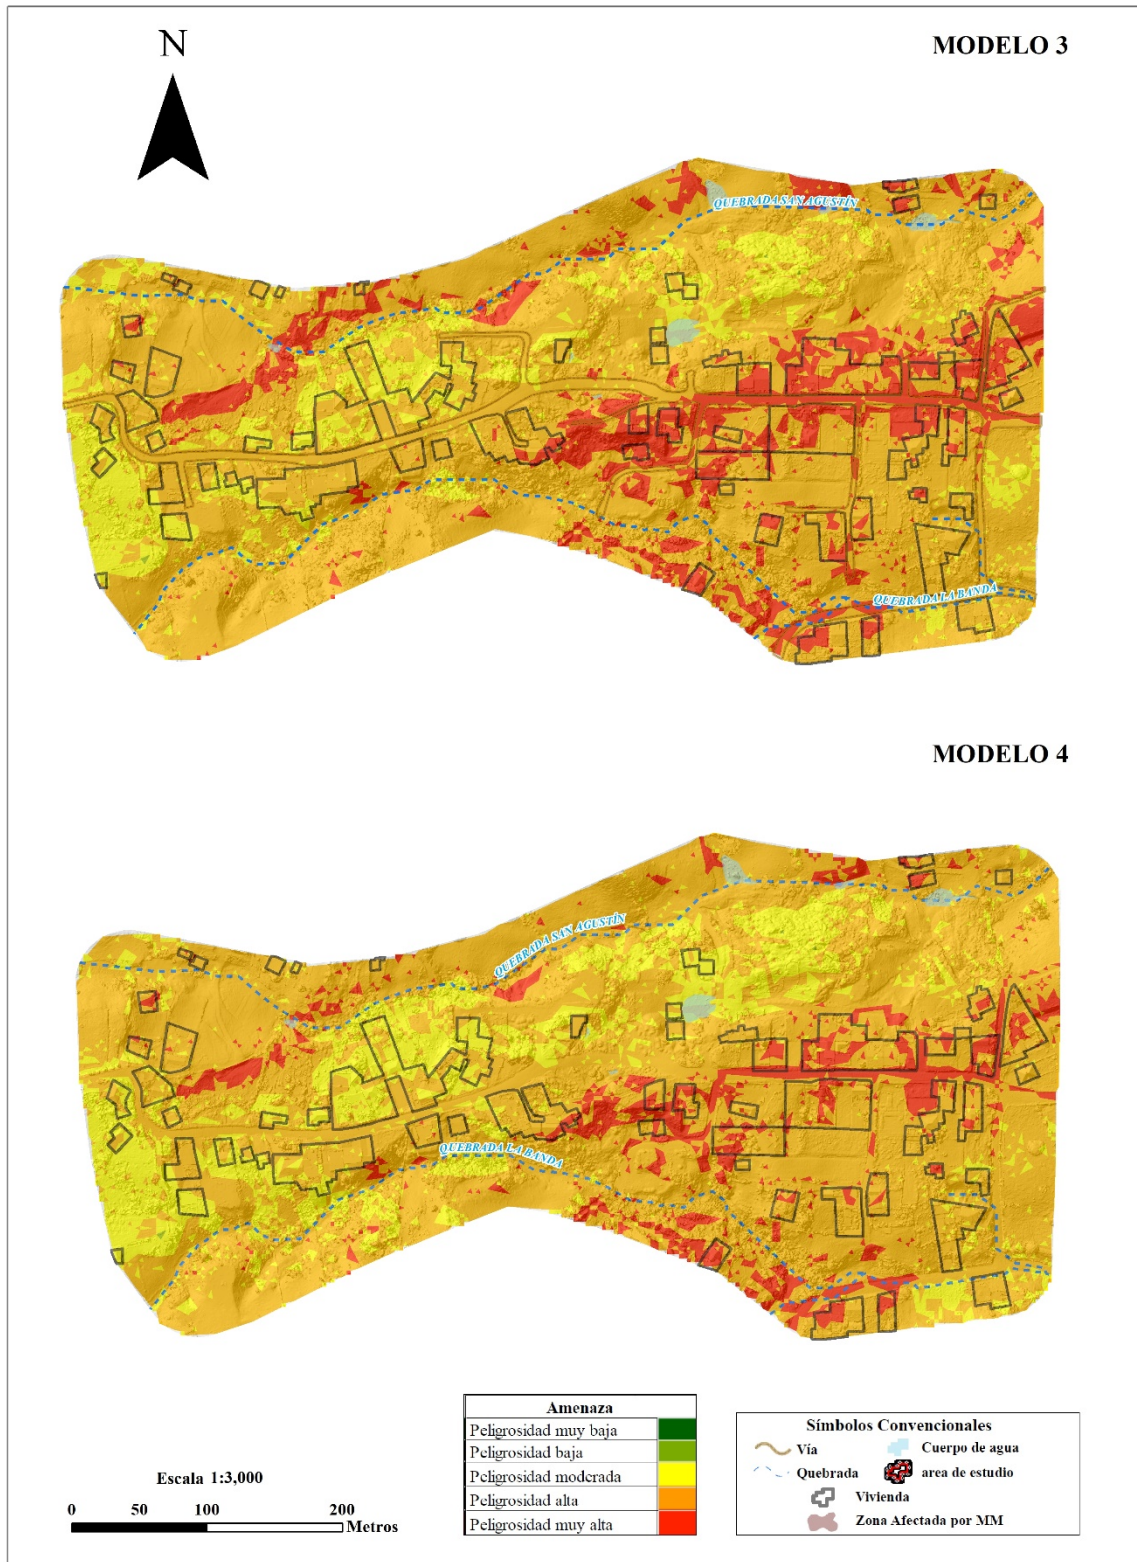 N
MODELO 3
QUEBRADA SAN AGUSTÍN
QUEBRADA LA BANDA
MODELO 4
QUEBRADA SAN AGUSTÍN
QUEBRADA LA BANDA
Amenaza
Peligrosidad muy baja
Peligrosidad baja
Peligrosidad moderada
Peligrosidad alta
Peligrosidad muy alta
Símbolos Convencionales
Vía
Cuerpo de agua
Quebrada
area de estudio
Vivienda
Zona Afectada por MM
Escala 1:3,000
0 50 100 200
Metros